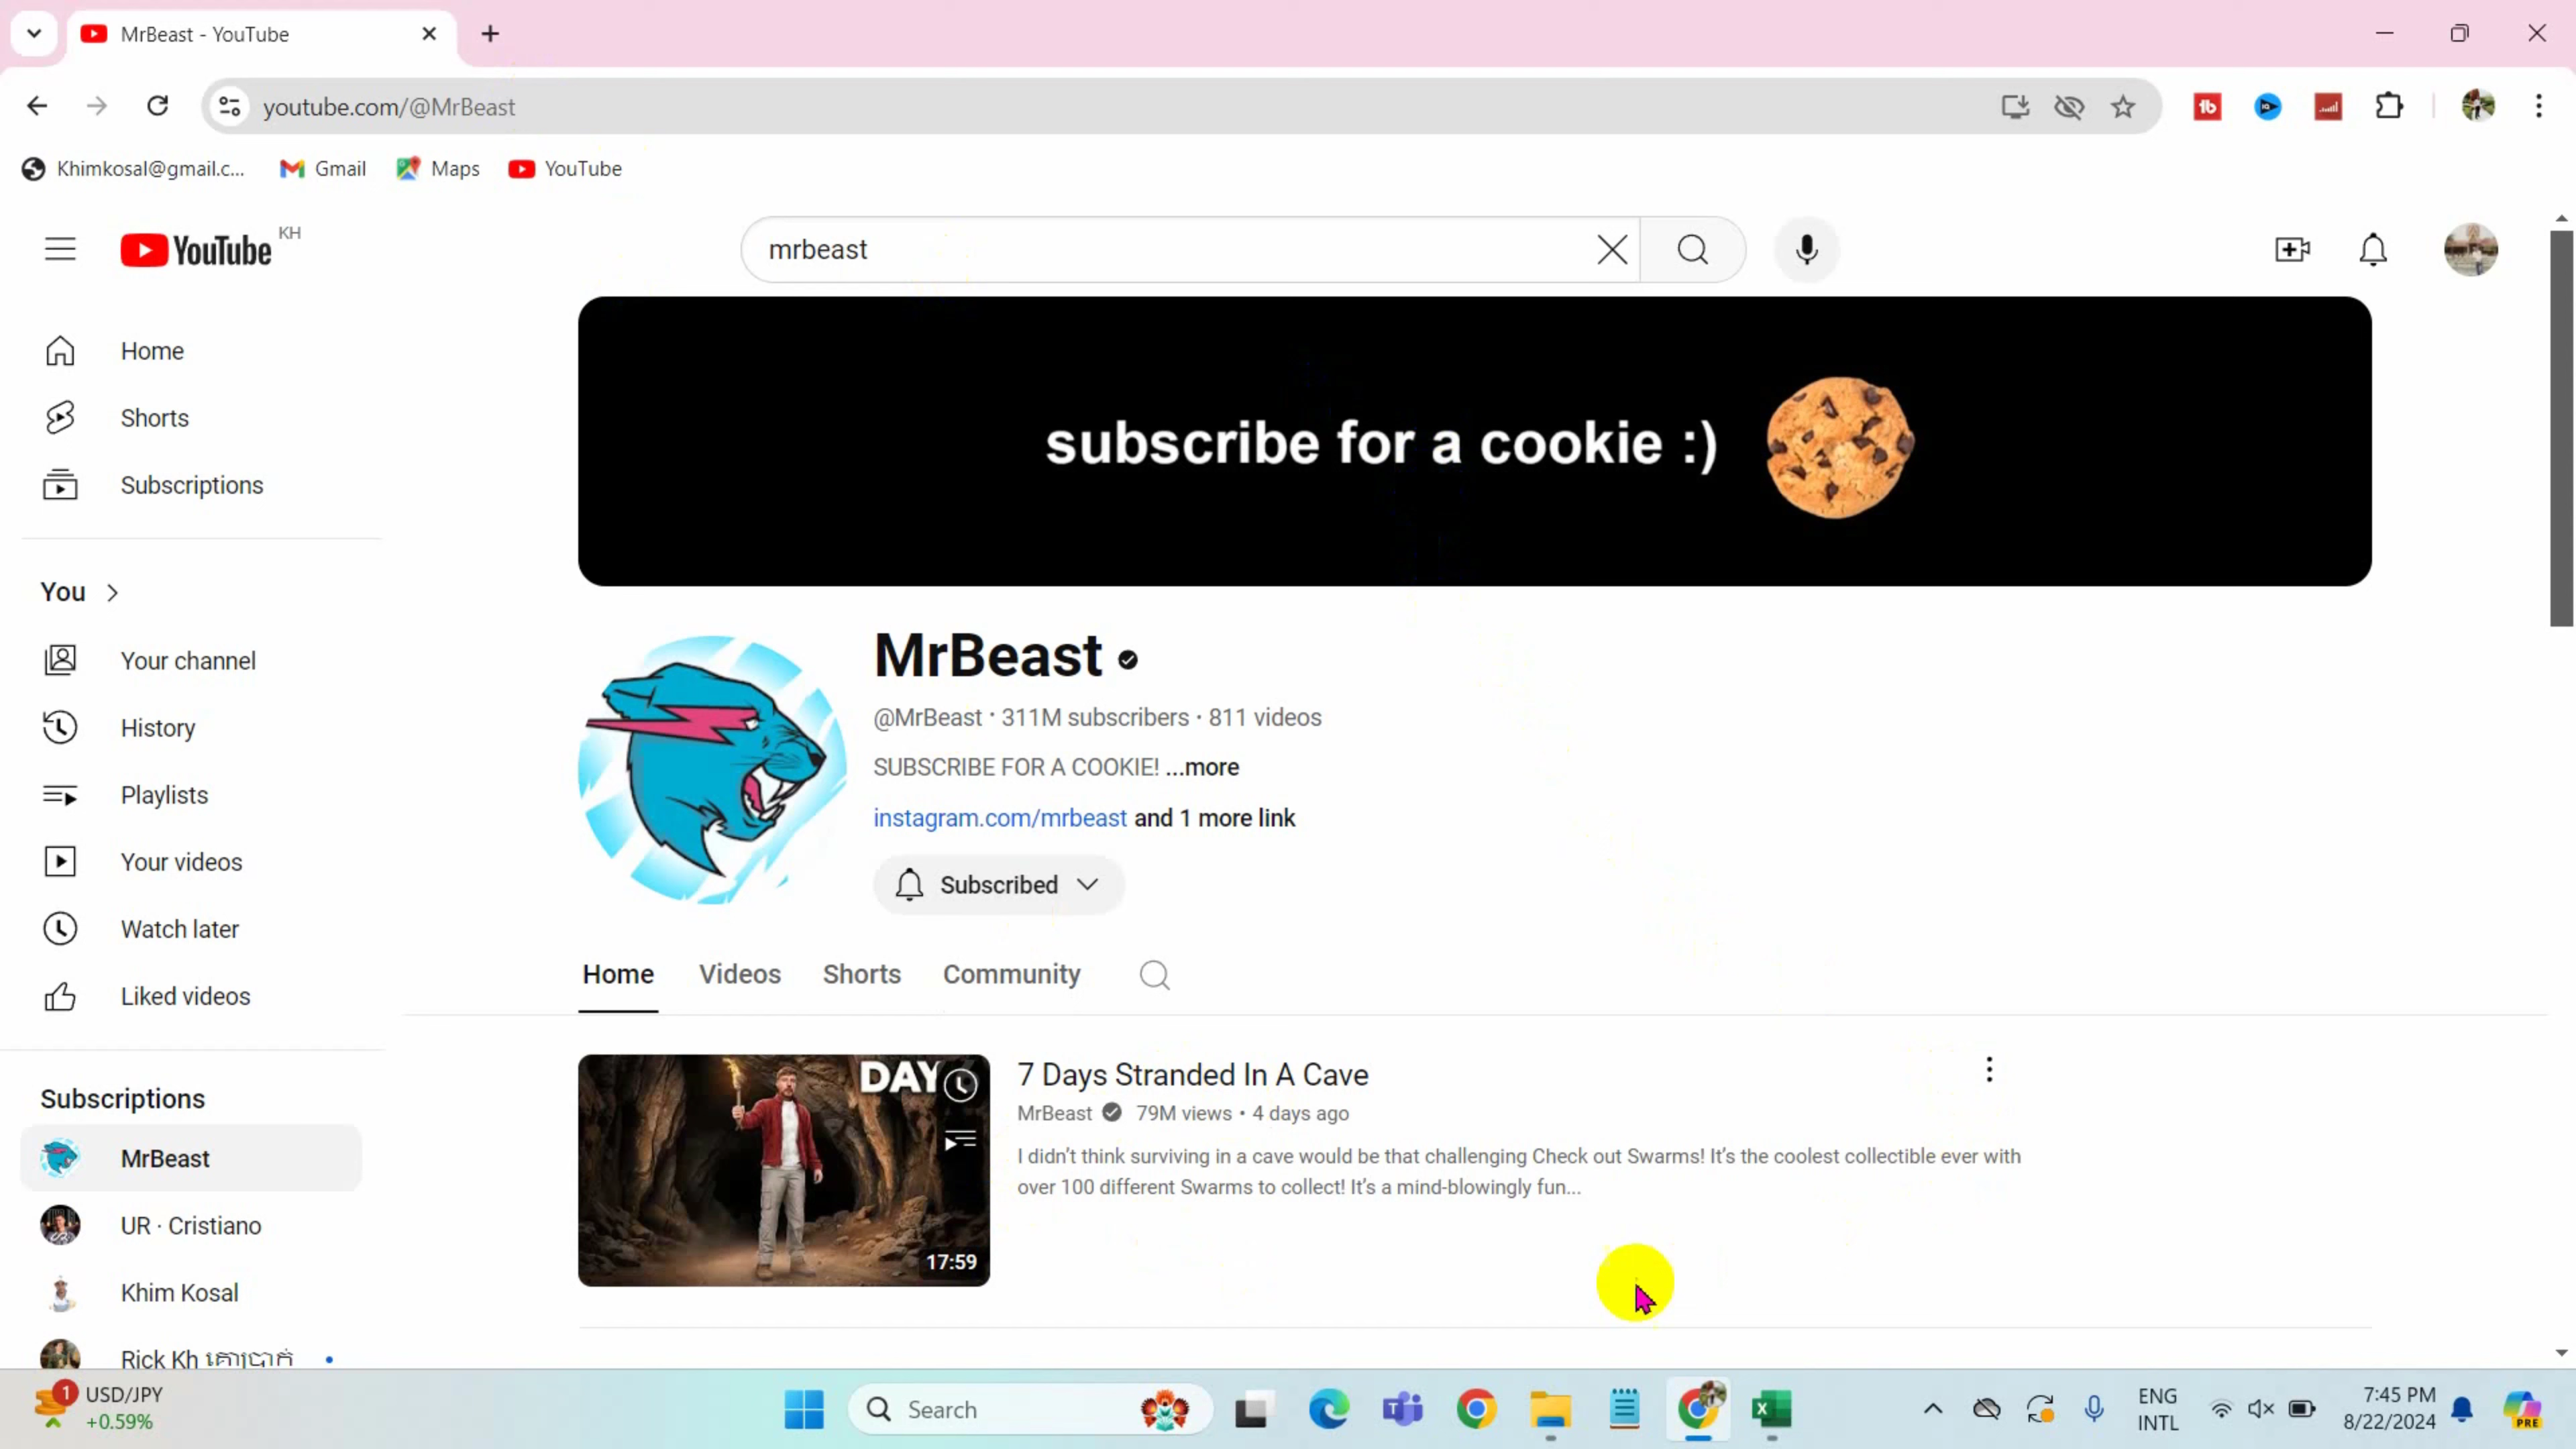 MrBeast - YouTube
youtube.com/@MrBeast
Khimkosal@gmail.c...
Gmail
Maps
YouTube
YouTube KH
mrbeast
Home
Shorts
Subscriptions
You
Your channel
History
Playlists
Your videos
Watch later
Liked videos
Subscriptions
MrBeast
UR · Cristiano
Khim Kosal
Rick Kh
subscribe for a cookie :)
MrBeast
@MrBeast · 311M subscribers · 811 videos
SUBSCRIBE FOR A COOKIE! ...more
instagram.com/mrbeast and 1 more link
Subscribed
Home
Videos
Shorts
Community
DAY
17:59
7 Days Stranded In A Cave
MrBeast 79M views • 4 days ago
I didn't think surviving in a cave would be that challenging Check out Swarms! It's the coolest collectible ever with
over 100 different Swarms to collect! It's a mind-blowingly fun...
1
USD/JPY
+0.59%
Search
ENG
INTL
7:45 PM
8/22/2024
PRE